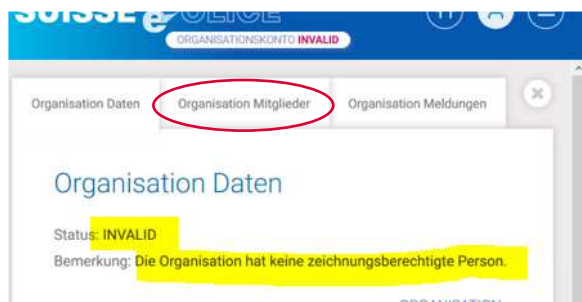 SUISSE ePOLICE
ORGANISATIONSKONTO INVALID
Organisation Daten Organisation Mitglieder Organisation Meldungen
Organisation Daten
Status: INVALID
Bemerkung: Die Organisation hat keine zeichnungsberechtigte Person.
ORGANISATION